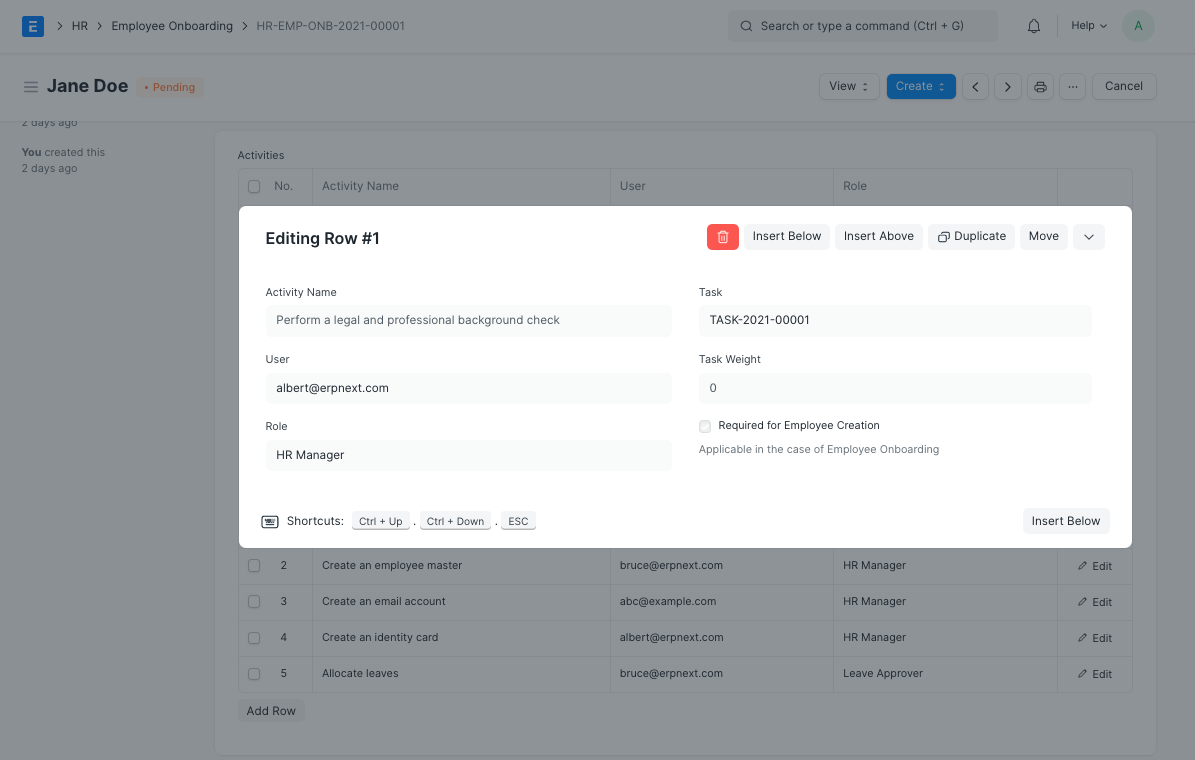 HR > Employee Onboarding > HR-EMP-ONB-2021-00001
Search or type a command (Ctrl + G)
Help
A
Jane Doe
• Pending
View
Create
...
Cancel
2 days ago
You created this
2 days ago
Activities
No. Activity Name User Role
Editing Row #1
Insert Below
Insert Above
Duplicate
Move
Activity Name
Perform a legal and professional background check
User
albert@erpnext.com
Role
HR Manager
Task
TASK-2021-00001
Task Weight
0
Required for Employee Creation
Applicable in the case of Employee Onboarding
Shortcuts: Ctrl + Up . Ctrl + Down . ESC
Insert Below
2 Create an employee master bruce@erpnext.com HR Manager Edit
3 Create an email account abc@example.com HR Manager Edit
4 Create an identity card albert@erpnext.com HR Manager Edit
5 Allocate leaves bruce@erpnext.com Leave Approver Edit
Add Row